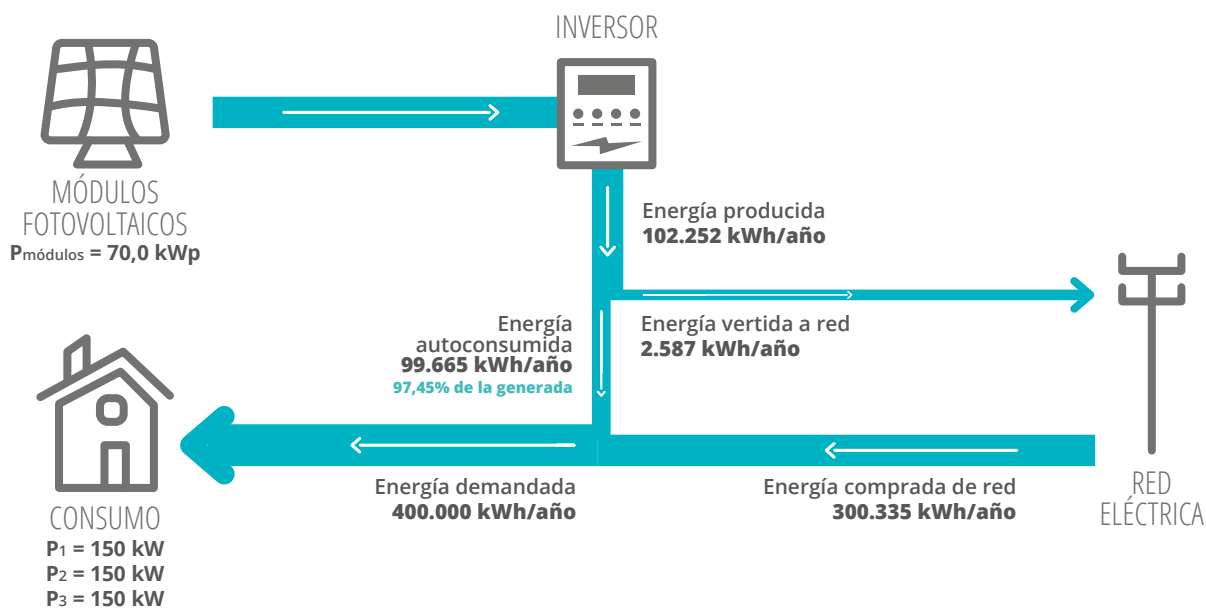 INVERSOR
MÓDULOS
FOTOVOLTAICOS
Pmódulos = 70,0 kWp
Energía producida
102.252 kWh/año
Energía vertida a red
2.587 kWh/año
Energía
autoconsumida
99.665 kWh/año
97,45% de la generada
Energía demandada
400.000 kWh/año
Energía comprada de red
300.335 kWh/año
RED
ELÉCTRICA
CONSUMO
P1 = 150 kW
P2 = 150 kW
P3 = 150 kW